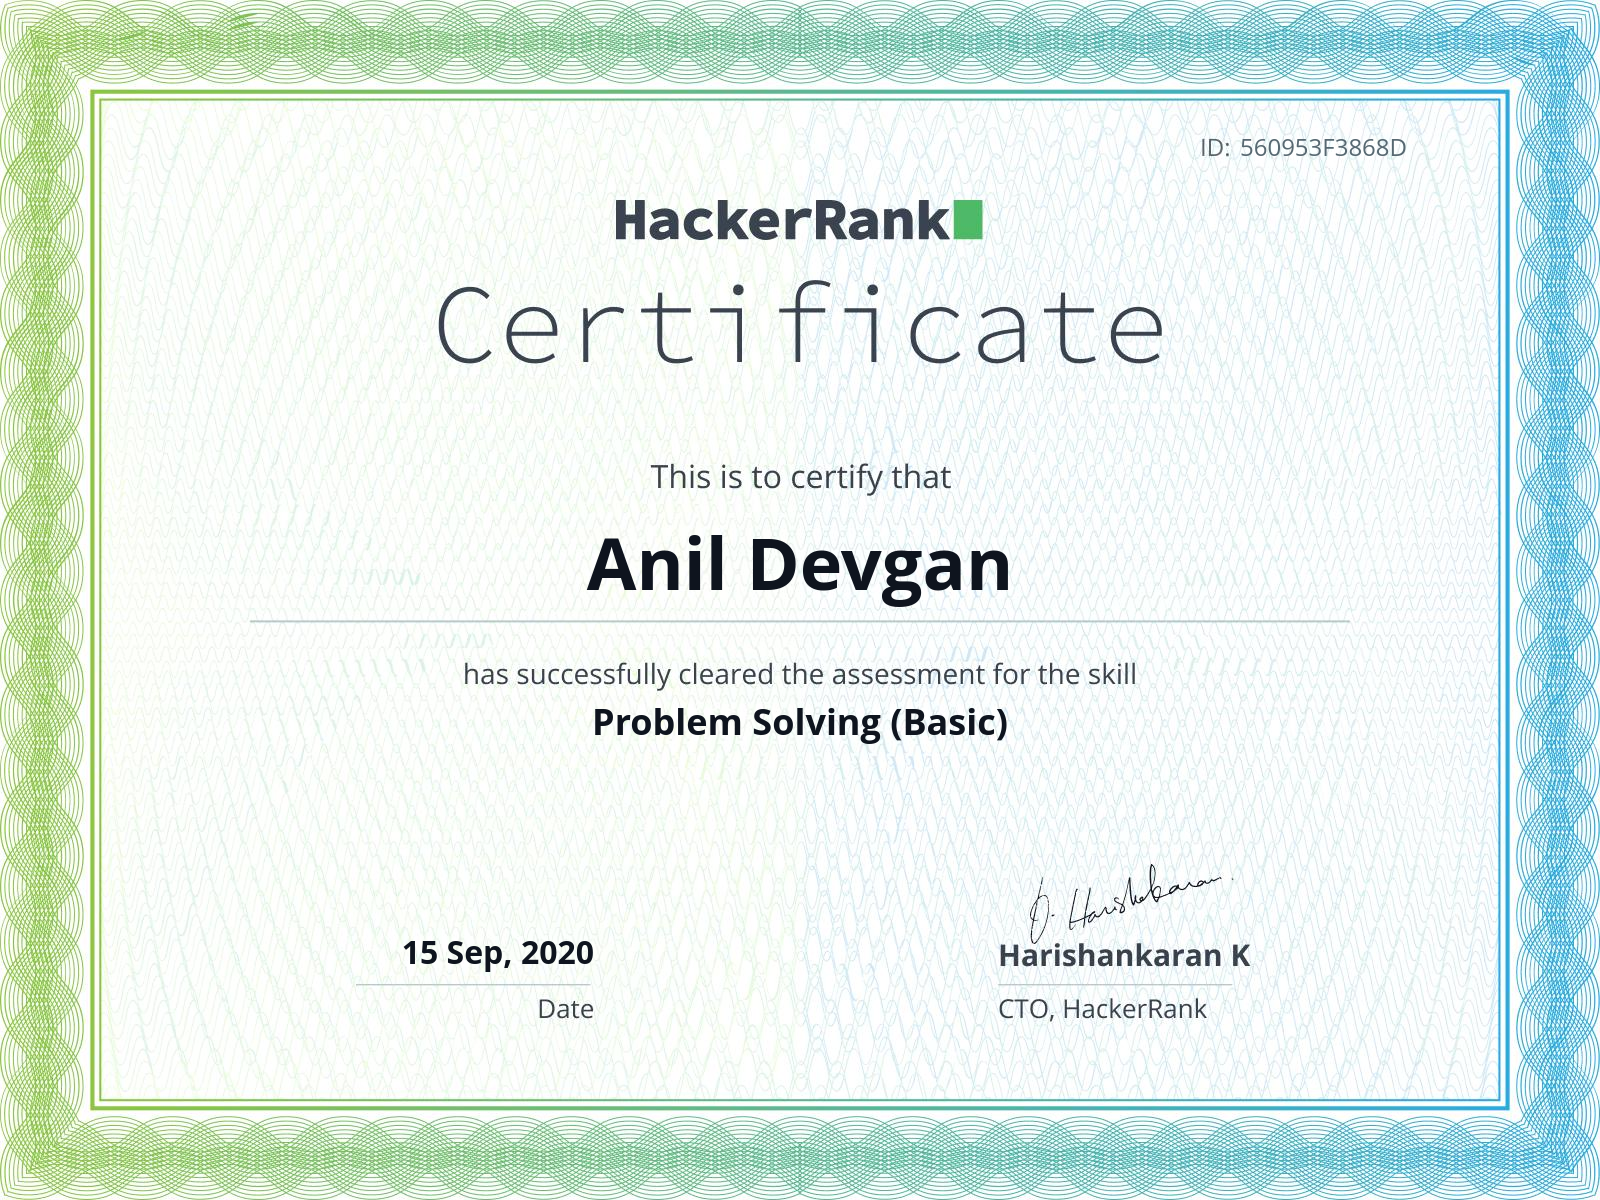 ID: 560953F3868D
HackerRank
Certificate
This is to certify that
Anil Devgan
has successfully cleared the assessment for the skill
Problem Solving (Basic)
15 Sep, 2020
Date
Harishankaran K
CTO, HackerRank